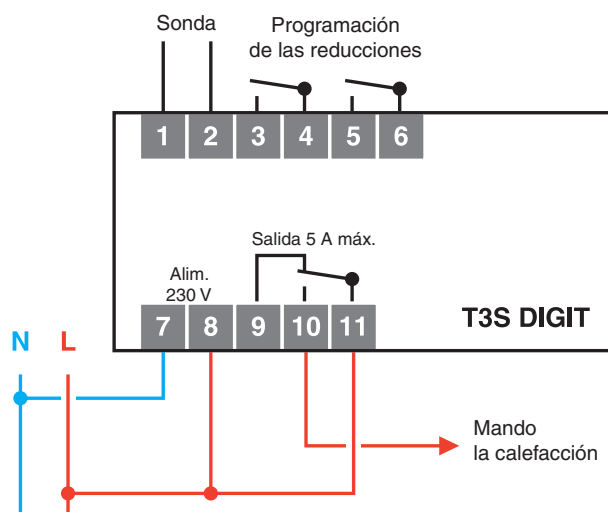 Sonda
Programación
de las reducciones
1 2 3 4 5 6
Salida 5 A máx.
Alim.
230 V
7 8 9 10 11
T3S DIGIT
N L
Mando
la calefacción